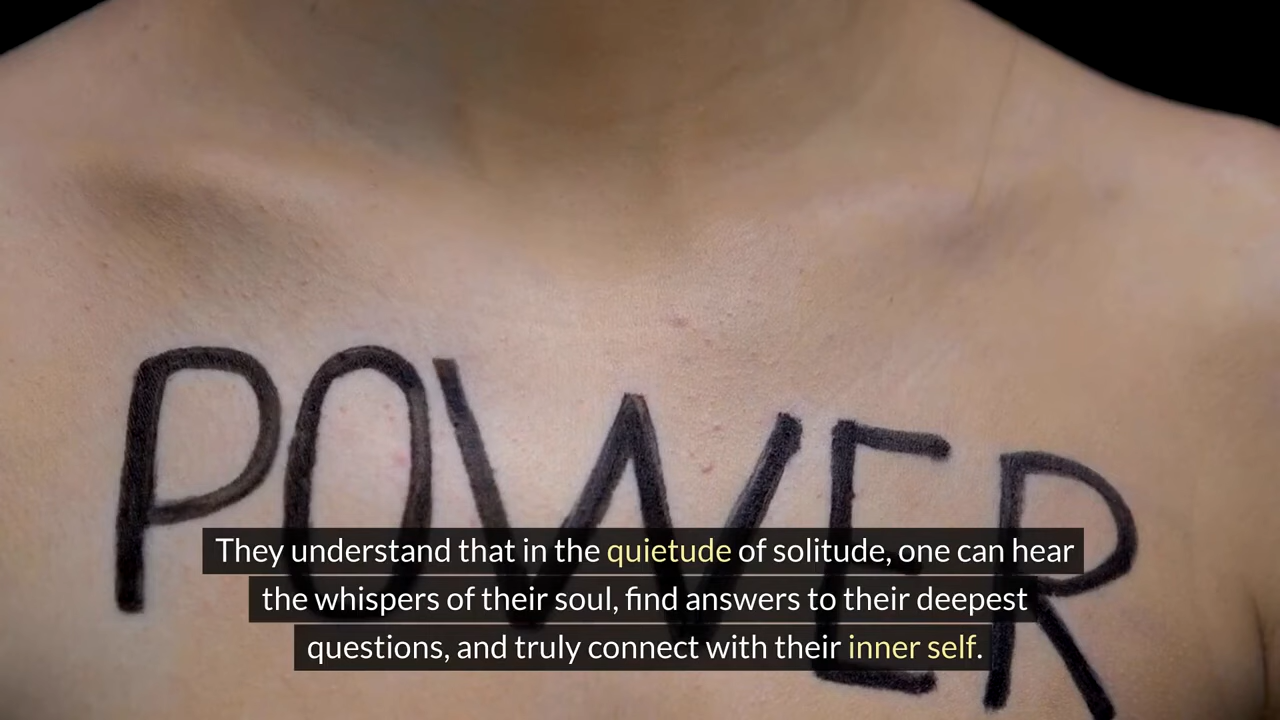 POWER
They understand that in the quietude of solitude, one can hear
the whispers of their soul, find answers to their deepest
questions, and truly connect with their inner self.